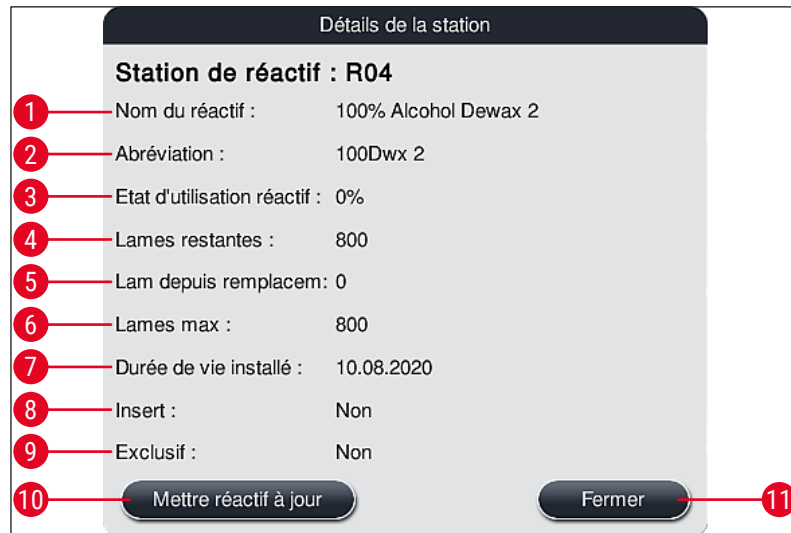 Détails de la station
Station de réactif : R04
1 Nom du réactif : 100% Alcohol Dewax 2
2 Abréviation : 100Dwx 2
3 Etat d'utilisation réactif : 0%
4 Lames restantes : 800
5 Lam depuis remplacem: 0
6 Lames max : 800
7 Durée de vie installé : 10.08.2020
8 Insert : Non
9 Exclusif : Non
10 Mettre réactif à jour Fermer 11